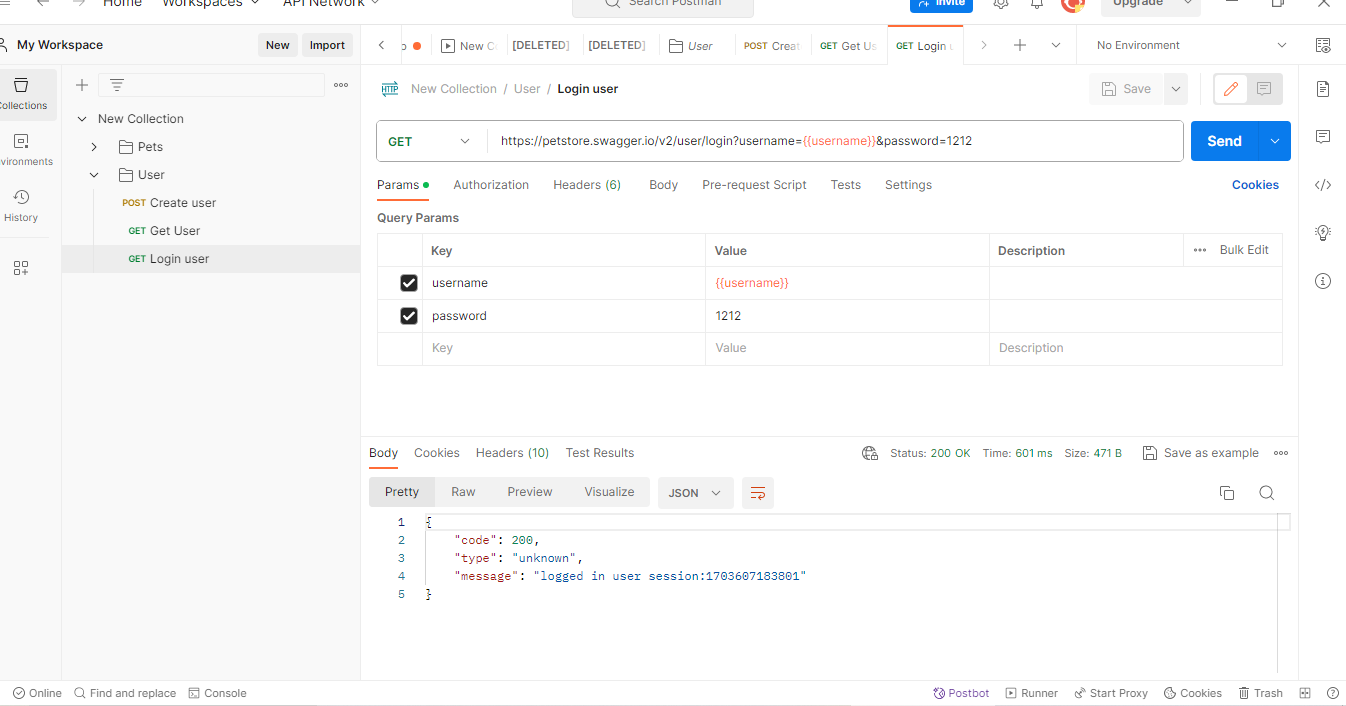 Home Workspaces API Network Search Postman Invite Upgrade
My Workspace New Import
o New C [DELETED] [DELETED] User POST Creat GET Get Us GET Login u No Environment
Collections
New Collection / User / Login user Save
New Collection
GET https://petstore.swagger.io/v2/user/login?username={{username}}&password=1212 Send
Pets
Environments
User
Params Authorization Headers (6) Body Pre-request Script Tests Settings Cookies
POST Create user
History
Query Params
GET Get User
Key Value Description Bulk Edit
GET Login user
username {{username}}
password 1212
Key Value Description
Body Cookies Headers (10) Test Results Status: 200 OK Time: 601 ms Size: 471 B Save as example
Pretty Raw Preview Visualize JSON
1 {
2 "code": 200,
3 "type": "unknown",
4 "message": "logged in user session:1703607183801"
5 }
Online Find and replace Console Postbot Runner Start Proxy Cookies Trash